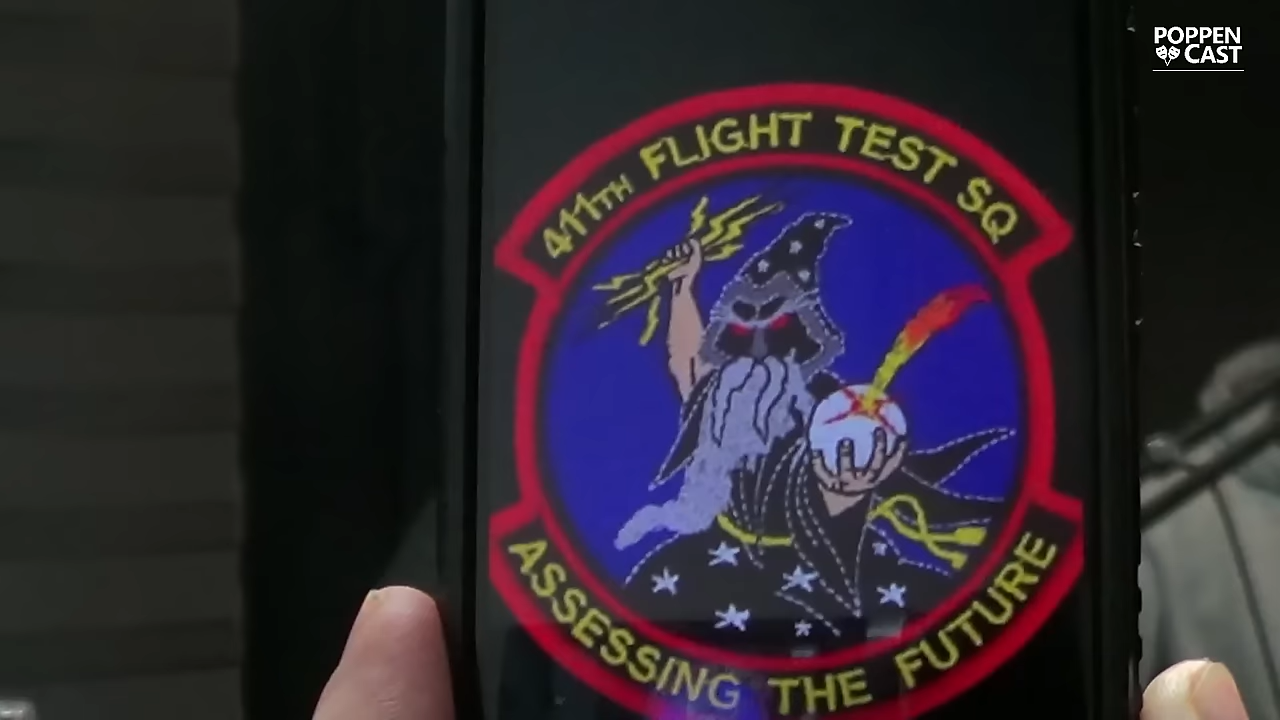 POPPEN
CAST
411TH FLIGHT TEST SQ
ASSESSING THE FUTURE